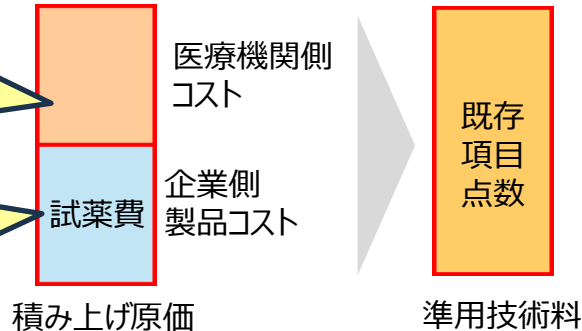 医療機関側
コスト
試薬費
企業側
製品コスト
積み上げ原価
既存
項目
点数
準用技術料